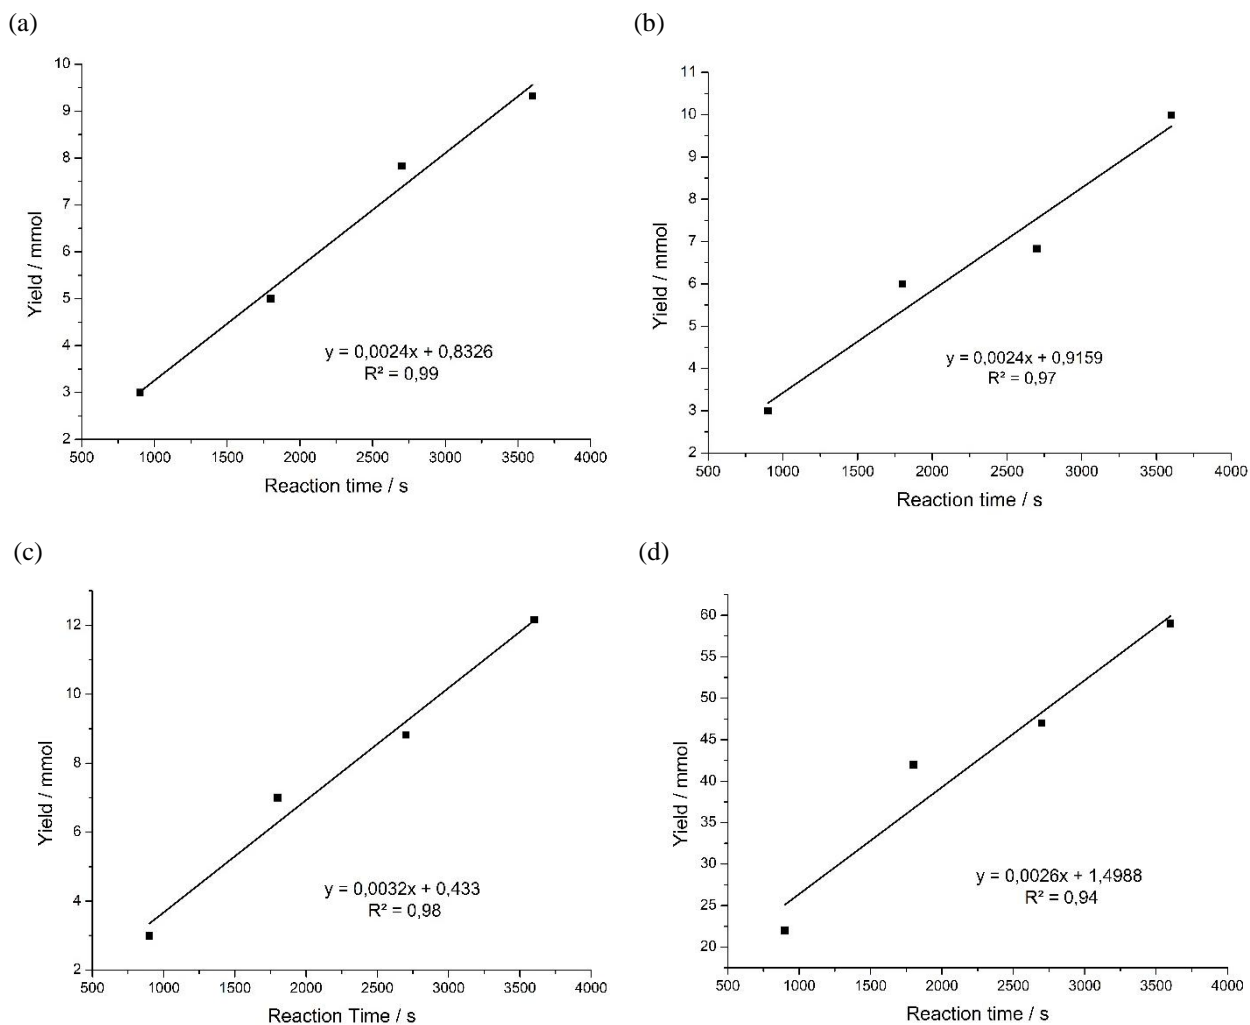 (a)
10
9
8
7
6
5
4
3
2
Yield / mmol
y = 0,0024x + 0,8326
R² = 0,99
500 1000 1500 2000 2500 3000 3500 4000
Reaction time / s
(b)
11
10
9
8
7
6
5
4
3
2
Yield / mmol
y = 0,0024x + 0,9159
R² = 0,97
500 1000 1500 2000 2500 3000 3500 4000
Reaction time / s
(c)
12
10
8
6
4
2
Yield / mmol
y = 0,0032x + 0,433
R² = 0,98
500 1000 1500 2000 2500 3000 3500 4000
Reaction Time / s
(d)
60
55
50
45
40
35
30
25
20
Yield / mmol
y = 0,0026x + 1,4988
R² = 0,94
500 1000 1500 2000 2500 3000 3500 4000
Reaction time / s